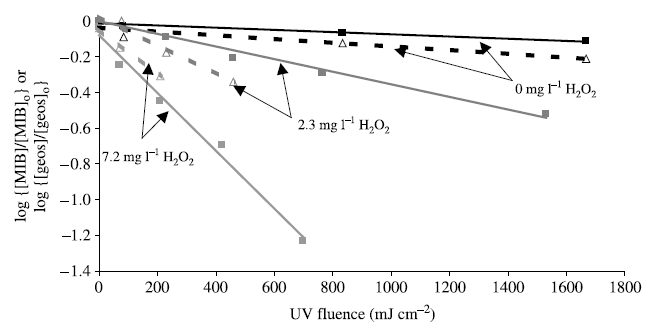 0
−0.2
−0.4
−0.6
−0.8
−1.0
−1.2
−1.4
log {[MIB]/[MIB]o} or
log {[geos]/[geos]o}
0 mg l−1 H2O2
2.3 mg l−1 H2O2
7.2 mg l−1 H2O2
0 200 400 600 800 1000 1200 1400 1600 1800
UV fluence (mJ cm−2)